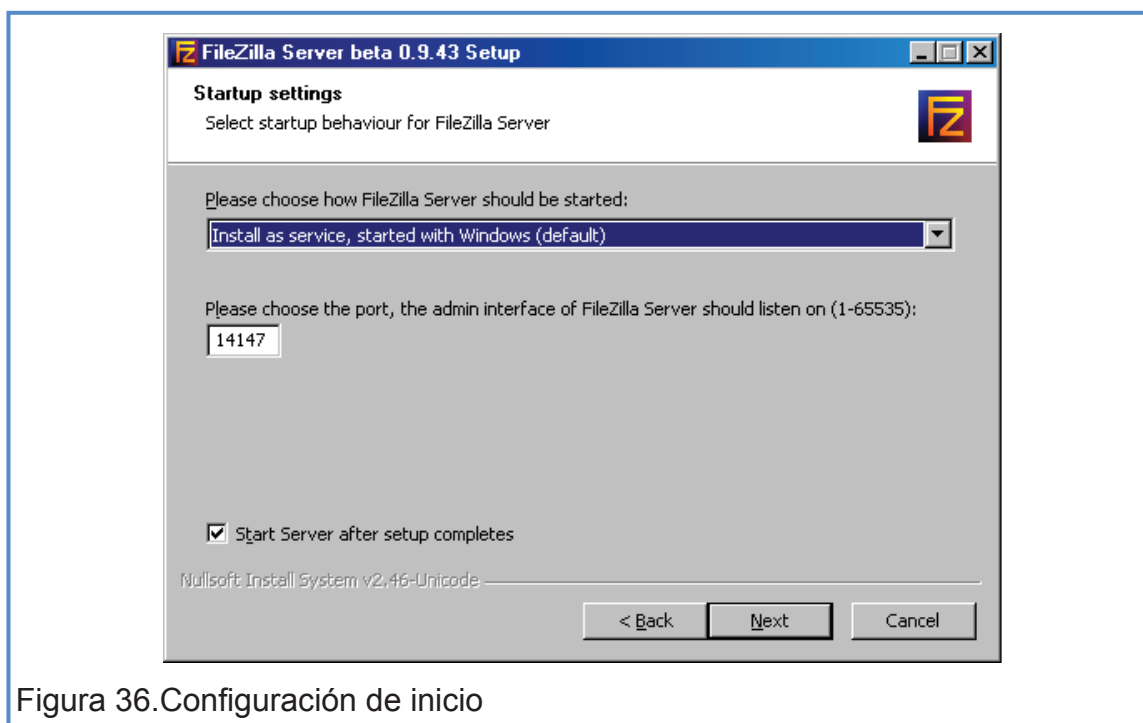 FileZilla Server beta 0.9.43 Setup
Startup settings
Select startup behaviour for FileZilla Server
FZ
Please choose how FileZilla Server should be started:
Install as service, started with Windows (default)
Please choose the port, the admin interface of FileZilla Server should listen on (1-65535):
14147
Start Server after setup completes
Nullsoft Install System v2.46-Unicode
< Back
Next
Cancel
Figura 36.Configuración de inicio